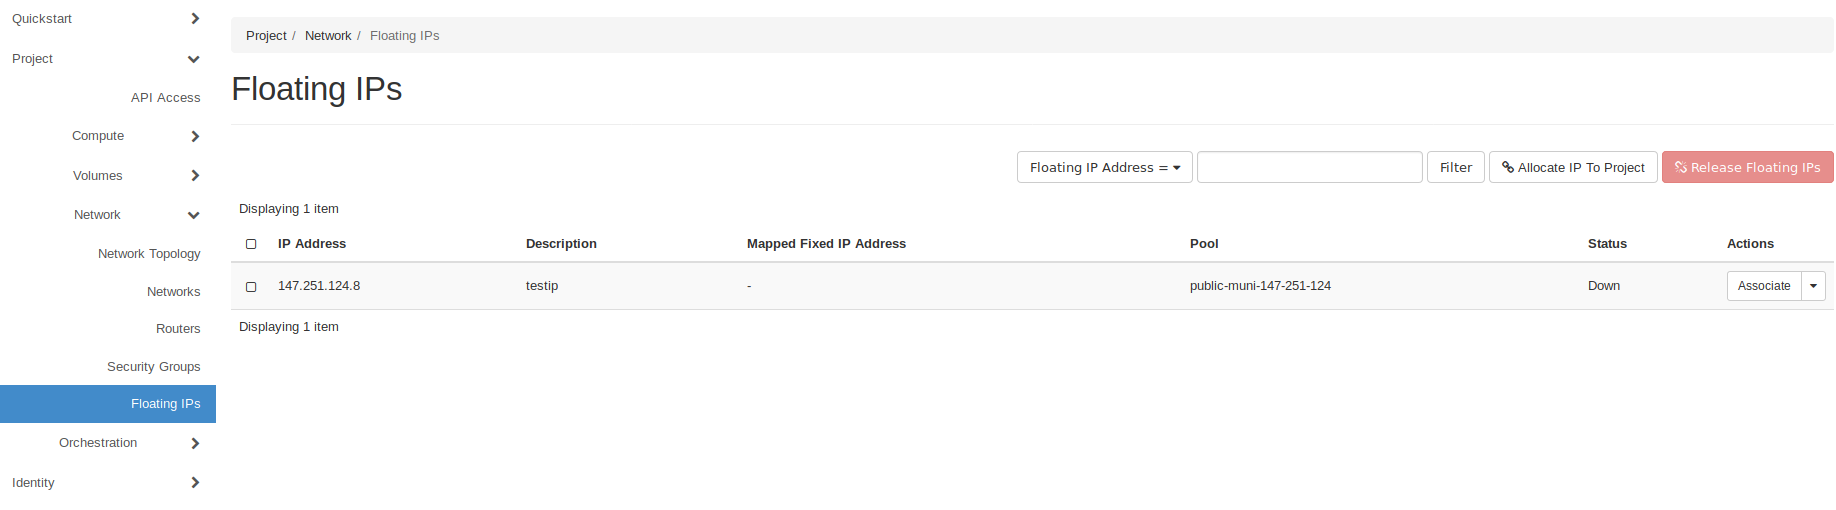 Quickstart
Project
API Access
Compute
Volumes
Network
Network Topology
Networks
Routers
Security Groups
Floating IPs
Orchestration
Identity
Project / Network / Floating IPs
Floating IPs
Floating IP Address = Filter Allocate IP To Project Release Floating IPs
Displaying 1 item
IP Address Description Mapped Fixed IP Address Pool Status Actions
147.251.124.8 testip - public-muni-147-251-124 Down Associate
Displaying 1 item